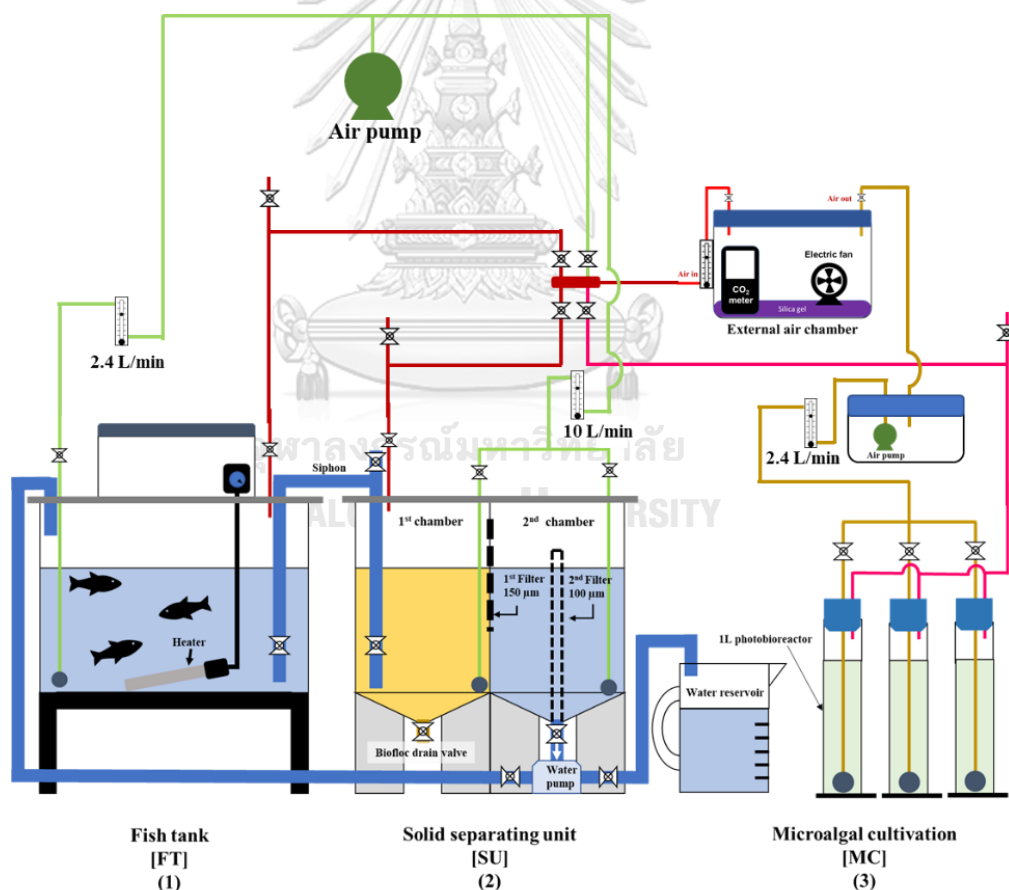 Air pump
Air out
Air in
Electric fan
CO2
meter
Silica gel
External air chamber
2.4 L/min
10 L/min
2.4 L/min
Air pump
Siphon
1st chamber
2nd chamber
1st Filter
150 µm
2nd Filter
100 µm
Heater
1L photobioreactor
Water reservoir
Biofloc drain valve
Water
pump
Fish tank
[FT]
(1)
Solid separating unit
[SU]
(2)
Microalgal cultivation
[MC]
(3)